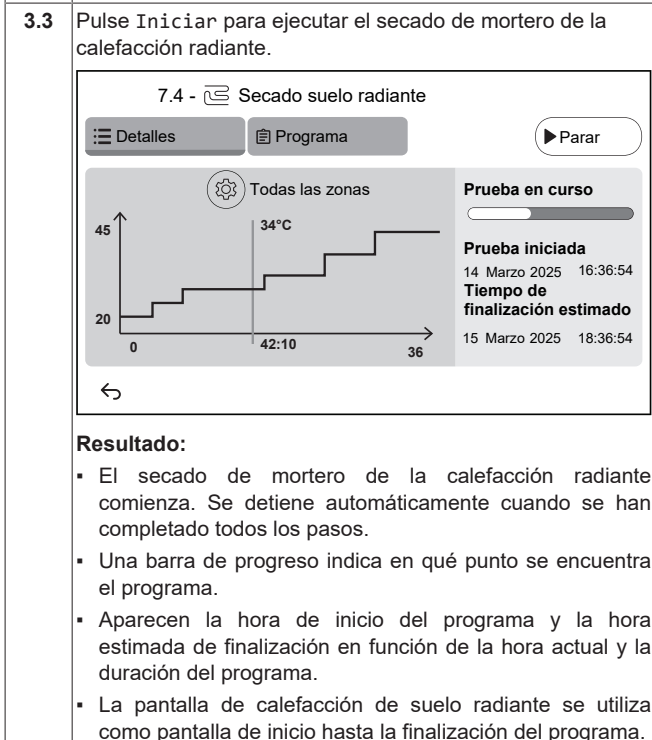 3.3 Pulse Iniciar para ejecutar el secado de mortero de la
calefacción radiante.
7.4 - Secado suelo radiante
Detalles
Programa
Parar
Todas las zonas
45
34°C
20
0
42:10
36
Prueba en curso
Prueba iniciada
14 Marzo 2025 16:36:54
Tiempo de
finalización estimado
15 Marzo 2025 18:36:54
Resultado:
▪ El secado de mortero de la calefacción radiante
comienza. Se detiene automáticamente cuando se han
completado todos los pasos.
▪ Una barra de progreso indica en qué punto se encuentra
el programa.
▪ Aparecen la hora de inicio del programa y la hora
estimada de finalización en función de la hora actual y la
duración del programa.
▪ La pantalla de calefacción de suelo radiante se utiliza
como pantalla de inicio hasta la finalización del programa.